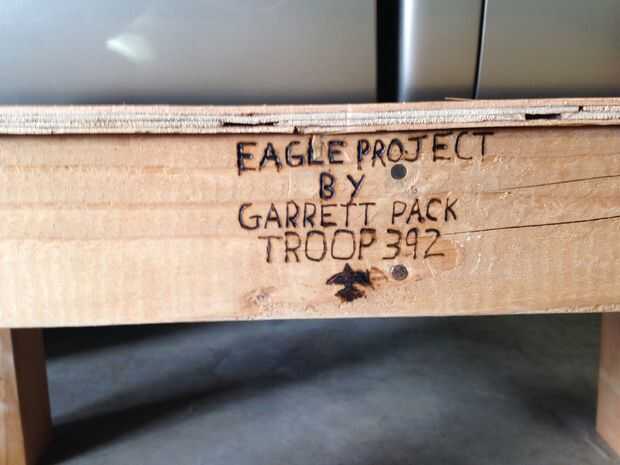 EAGLE PROJECT
BY
GARRETT PACK
TROOP 392